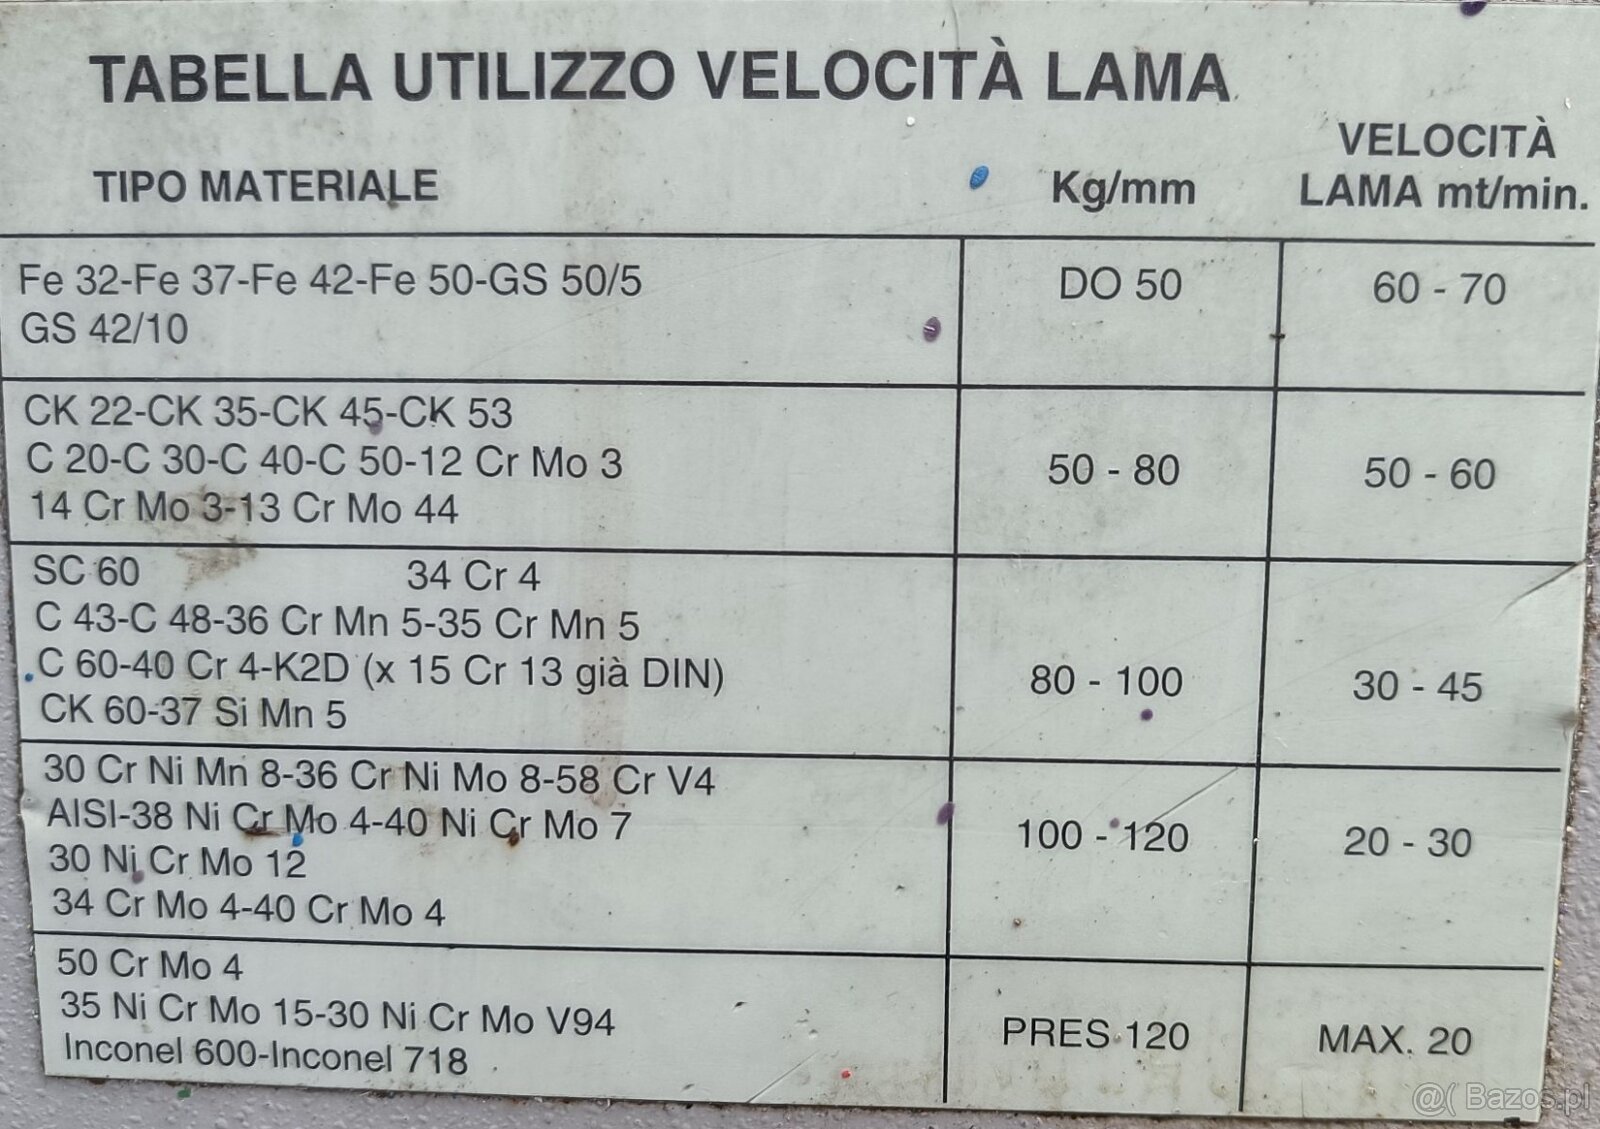 TABELLA UTILIZZO VELOCITÀ LAMA
TIPO MATERIALE
Kg/mm
VELOCITÀ
LAMA mt/min.
Fe 32-Fe 37-Fe 42-Fe 50-GS 50/5
GS 42/10
DO 50
60 - 70
CK 22-CK 35-CK 45-CK 53
C 20-C 30-C 40-C 50-12 Cr Mo 3
14 Cr Mo 3-13 Cr Mo 44
50 - 80
50 - 60
SC 60 34 Cr 4
C 43-C 48-36 Cr Mn 5-35 Cr Mn 5
C 60-40 Cr 4-K2D (x 15 Cr 13 già DIN)
CK 60-37 Si Mn 5
80 - 100
30 - 45
30 Cr Ni Mn 8-36 Cr Ni Mo 8-58 Cr V4
AISI-38 Ni Cr Mo 4-40 Ni Cr Mo 7
30 Ni Cr Mo 12
34 Cr Mo 4-40 Cr Mo 4
100 - 120
20 - 30
50 Cr Mo 4
35 Ni Cr Mo 15-30 Ni Cr Mo V94
Inconel 600-Inconel 718
PRES 120
MAX. 20
@( Bazos.pl